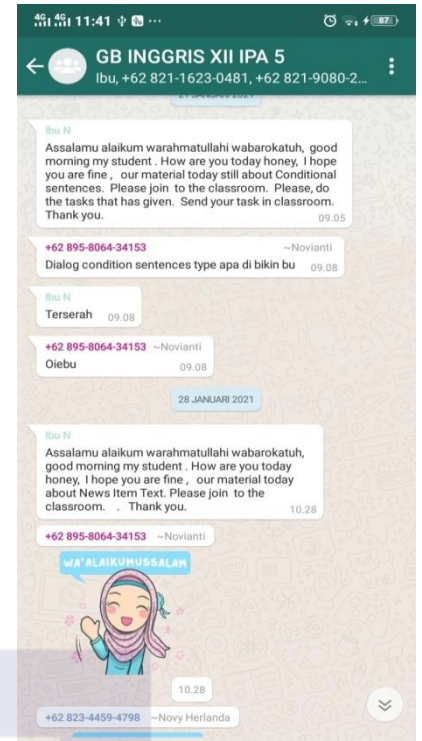 4G 4G 11:41
87
GB INGGRIS XII IPA 5
Ibu, +62 821-1623-0481, +62 821-9080-2...
21 JANUARI 2021
Ibu N
Assalamu alaikum warahmatullahi wabarokatuh, good
morning my student . How are you today honey, I hope
you are fine , our material today still about Conditional
sentences. Please join to the classroom. Please, do
the tasks that has given. Send your task in classroom.
Thank you.
09.05
+62 895-8064-34153 ~Novianti
Dialog condition sentences type apa di bikin bu 09.08
Ibu N
Terserah 09.08
+62 895-8064-34153 ~Novianti
Oiebu
09.08
28 JANUARI 2021
Ibu N
Assalamu alaikum warahmatullahi wabarokatuh,
good morning my student . How are you today
honey, I hope you are fine , our material today
about News Item Text. Please join to the
classroom. . Thank you.
10.28
+62 895-8064-34153 ~Novianti
WA'ALAIKUMUSSALAM
10.28
+62 823-4459-4798 ~Novy Herlanda